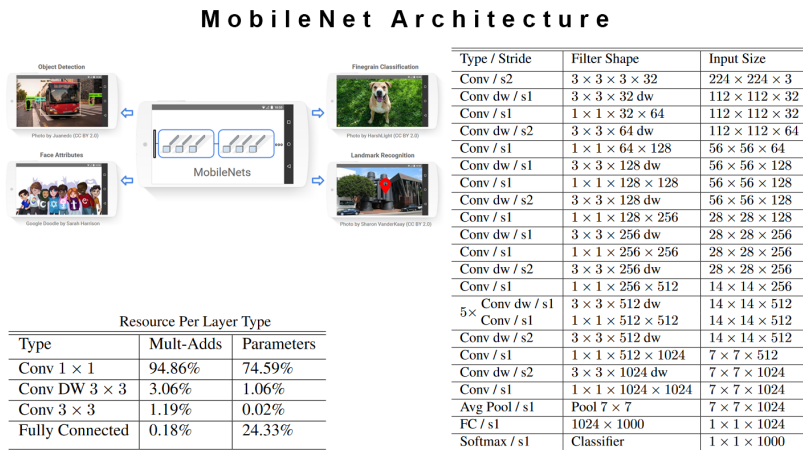 MobileNet Architecture
Object Detection
Finegrain Classification
Photo by Juanedc (CC BY 2.0)
Photo by HarshLight (CC BY 2.0)
MobileNets
Face Attributes
Landmark Recognition
Google Doodle by Sarah Harrison
Photo by Sharon VanderKaay (CC BY 2.0)
Resource Per Layer Type
Type Mult-Adds Parameters
Conv 1 × 1 94.86% 74.59%
Conv DW 3 × 3 3.06% 1.06%
Conv 3 × 3 1.19% 0.02%
Fully Connected 0.18% 24.33%
Type / Stride Filter Shape Input Size
Conv / s2 3 × 3 × 3 × 32 224 × 224 × 3
Conv dw / s1 3 × 3 × 32 dw 112 × 112 × 32
Conv / s1 1 × 1 × 32 × 64 112 × 112 × 32
Conv dw / s2 3 × 3 × 64 dw 112 × 112 × 64
Conv / s1 1 × 1 × 64 × 128 56 × 56 × 64
Conv dw / s1 3 × 3 × 128 dw 56 × 56 × 128
Conv / s1 1 × 1 × 128 × 128 56 × 56 × 128
Conv dw / s2 3 × 3 × 128 dw 56 × 56 × 128
Conv / s1 1 × 1 × 128 × 256 28 × 28 × 128
Conv dw / s1 3 × 3 × 256 dw 28 × 28 × 256
Conv / s1 1 × 1 × 256 × 256 28 × 28 × 256
Conv dw / s2 3 × 3 × 256 dw 28 × 28 × 256
Conv / s1 1 × 1 × 256 × 512 14 × 14 × 256
5× Conv dw / s1 3 × 3 × 512 dw 14 × 14 × 512
Conv / s1 1 × 1 × 512 × 512 14 × 14 × 512
Conv dw / s2 3 × 3 × 512 dw 14 × 14 × 512
Conv / s1 1 × 1 × 512 × 1024 7 × 7 × 512
Conv dw / s2 3 × 3 × 1024 dw 7 × 7 × 1024
Conv / s1 1 × 1 × 1024 × 1024 7 × 7 × 1024
Avg Pool / s1 Pool 7 × 7 7 × 7 × 1024
FC / s1 1024 × 1000 1 × 1 × 1024
Softmax / s1 Classifier 1 × 1 × 1000